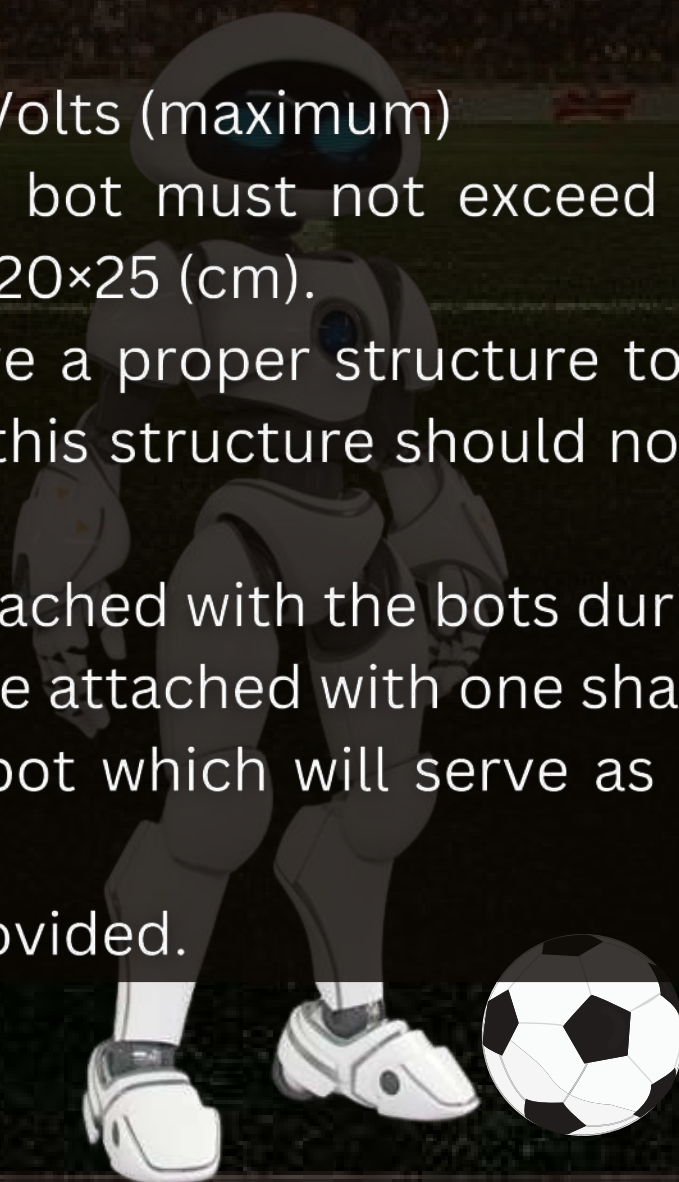 Volts (maximum)
bot must not exceed
20×25 (cm).
e a proper structure to
this structure should no
ached with the bots dur
e attached with one sha
bot which will serve as
ovided.